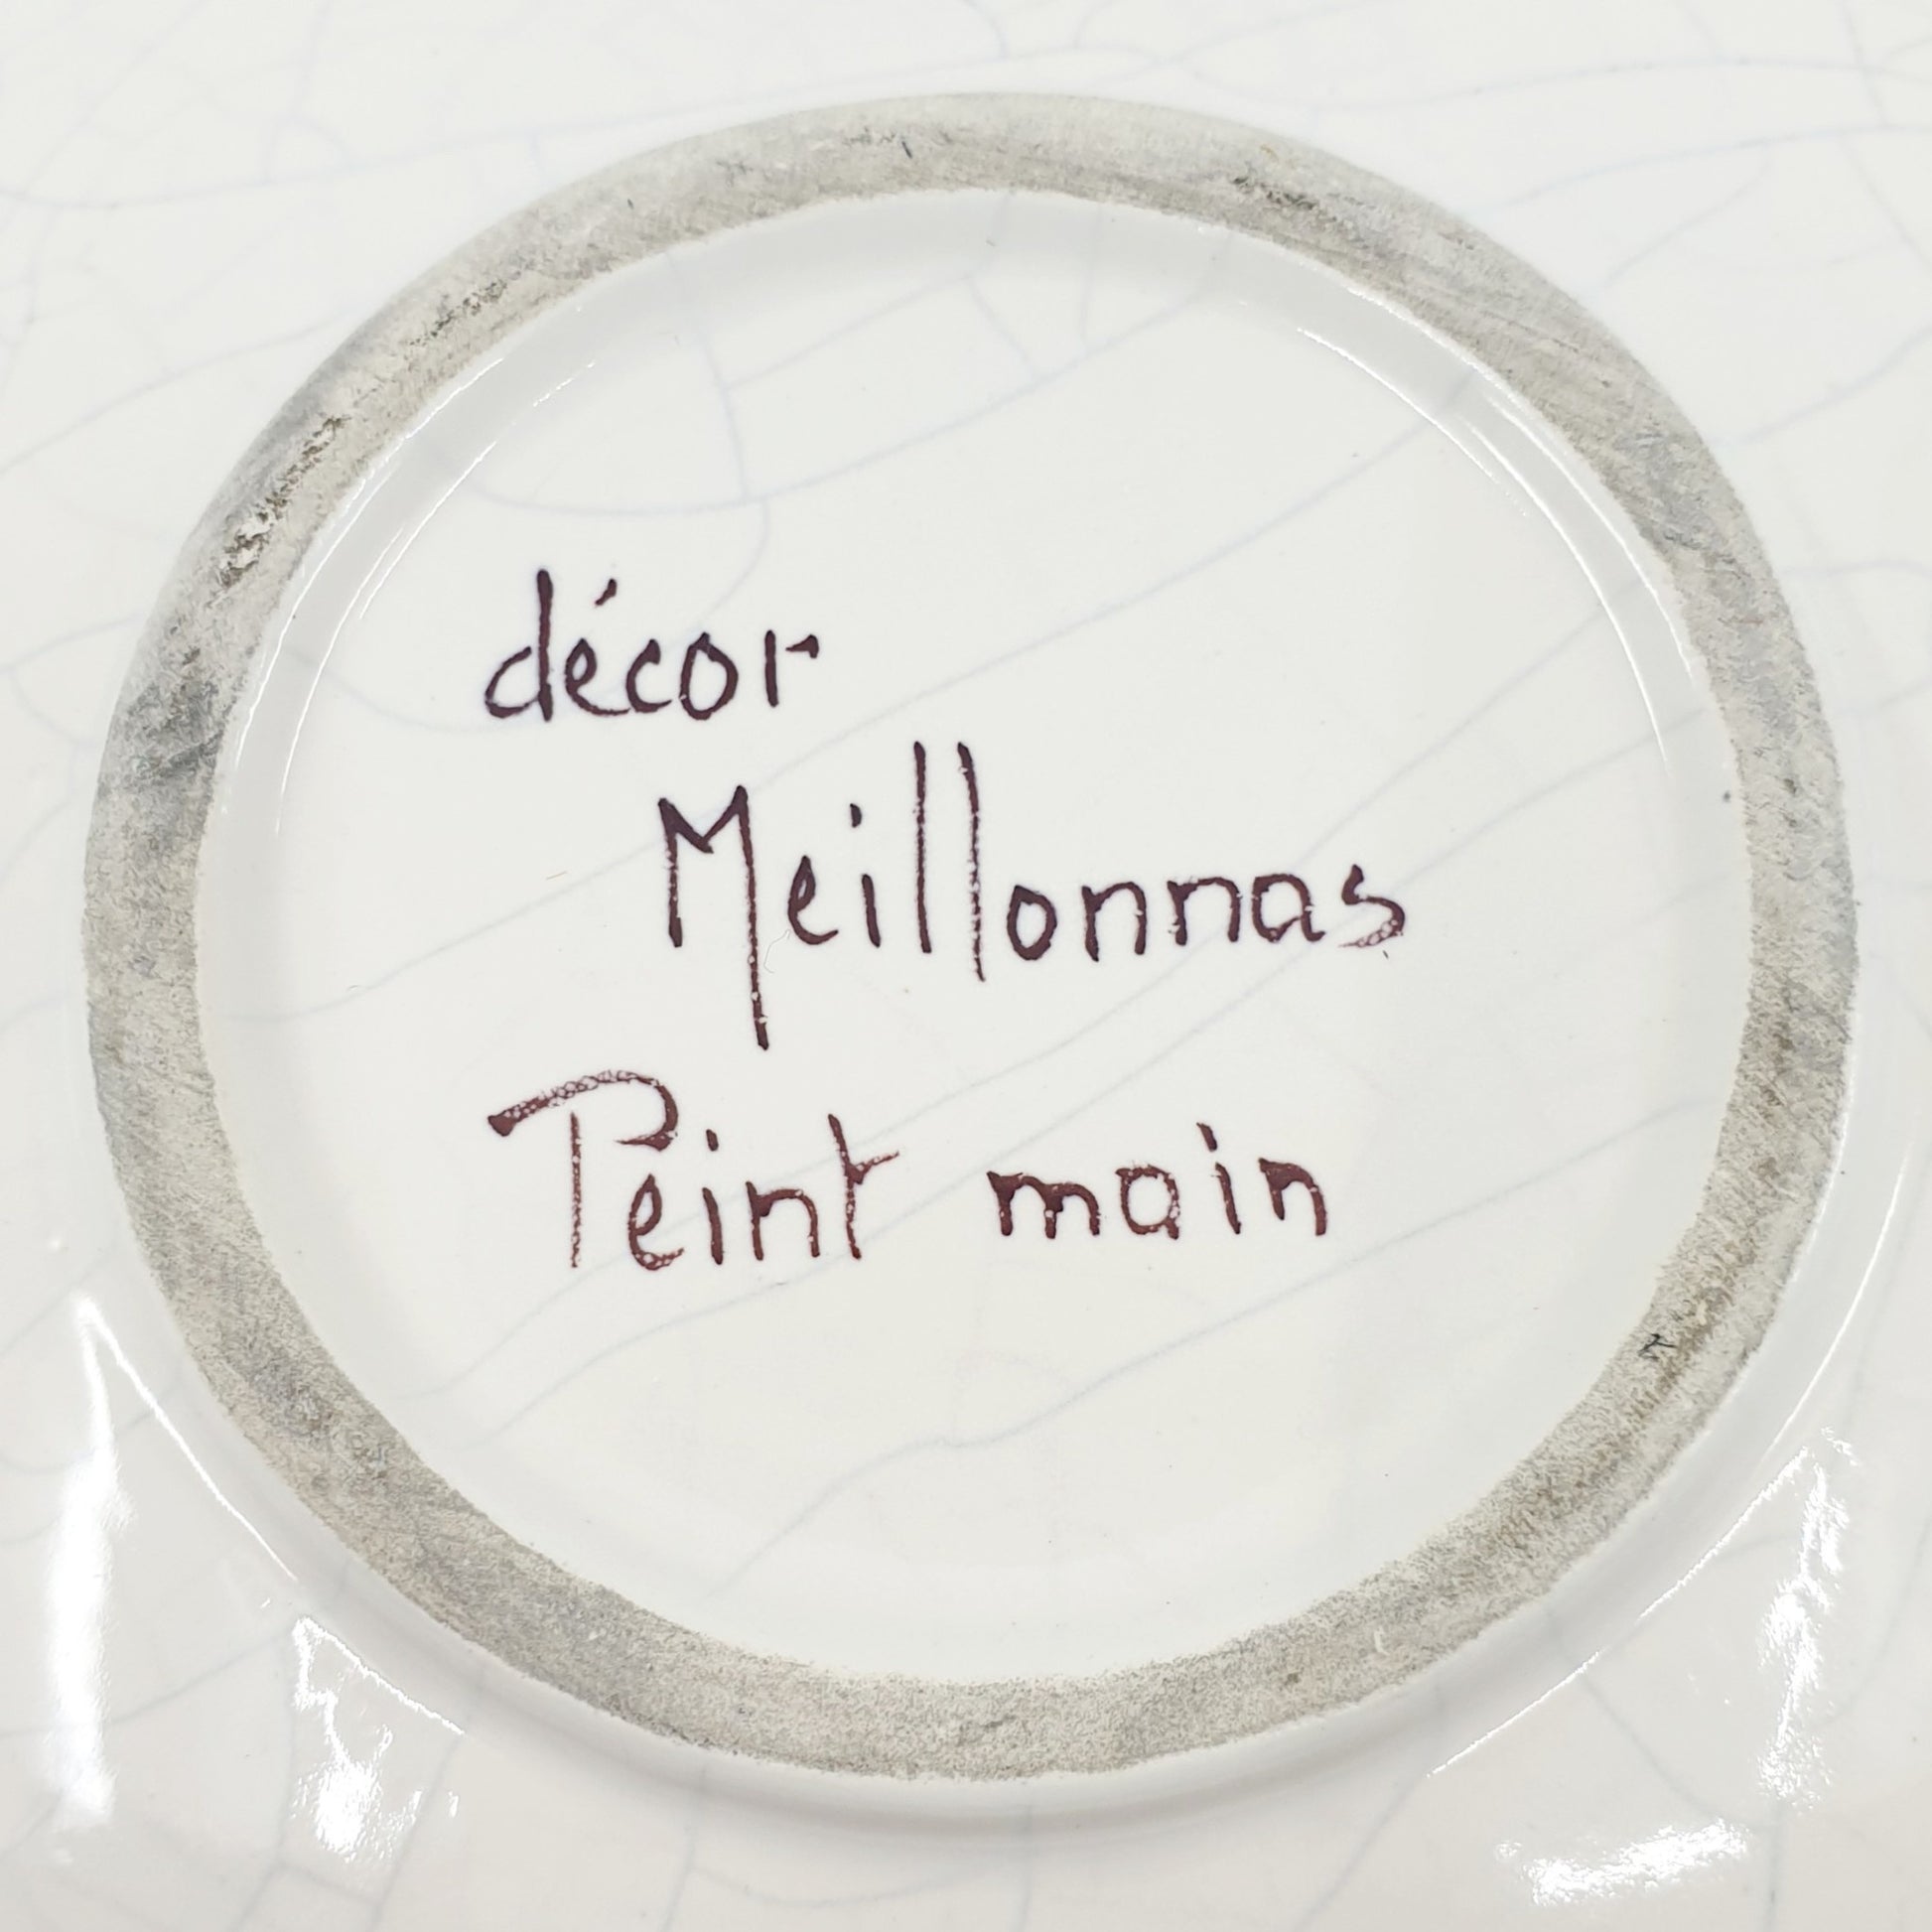 décor
Meillonnas
Peint main